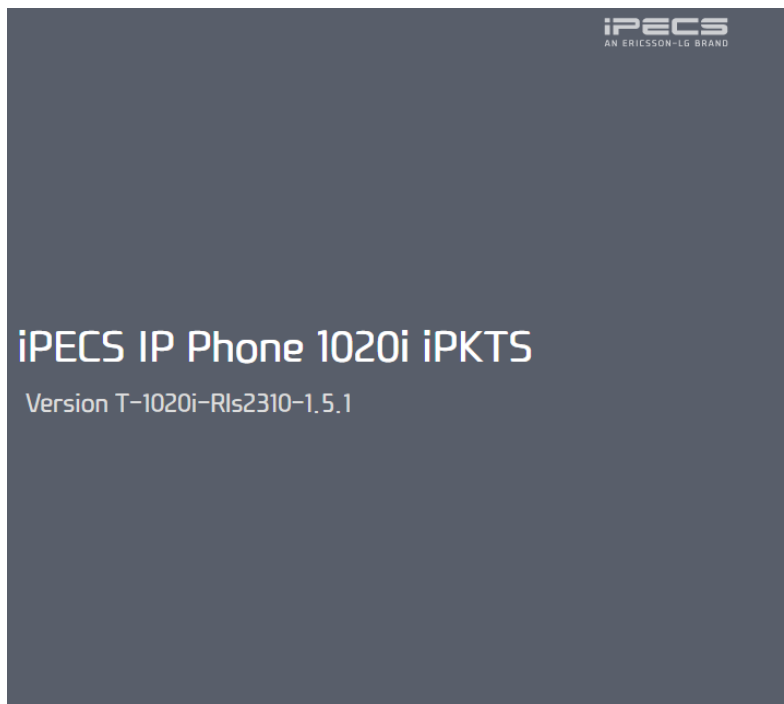 iPECS
AN ERICSSON-LG BRAND
iPECS IP Phone 1020i iPKTS
Version T-1020i-Rls2310-1.5.1